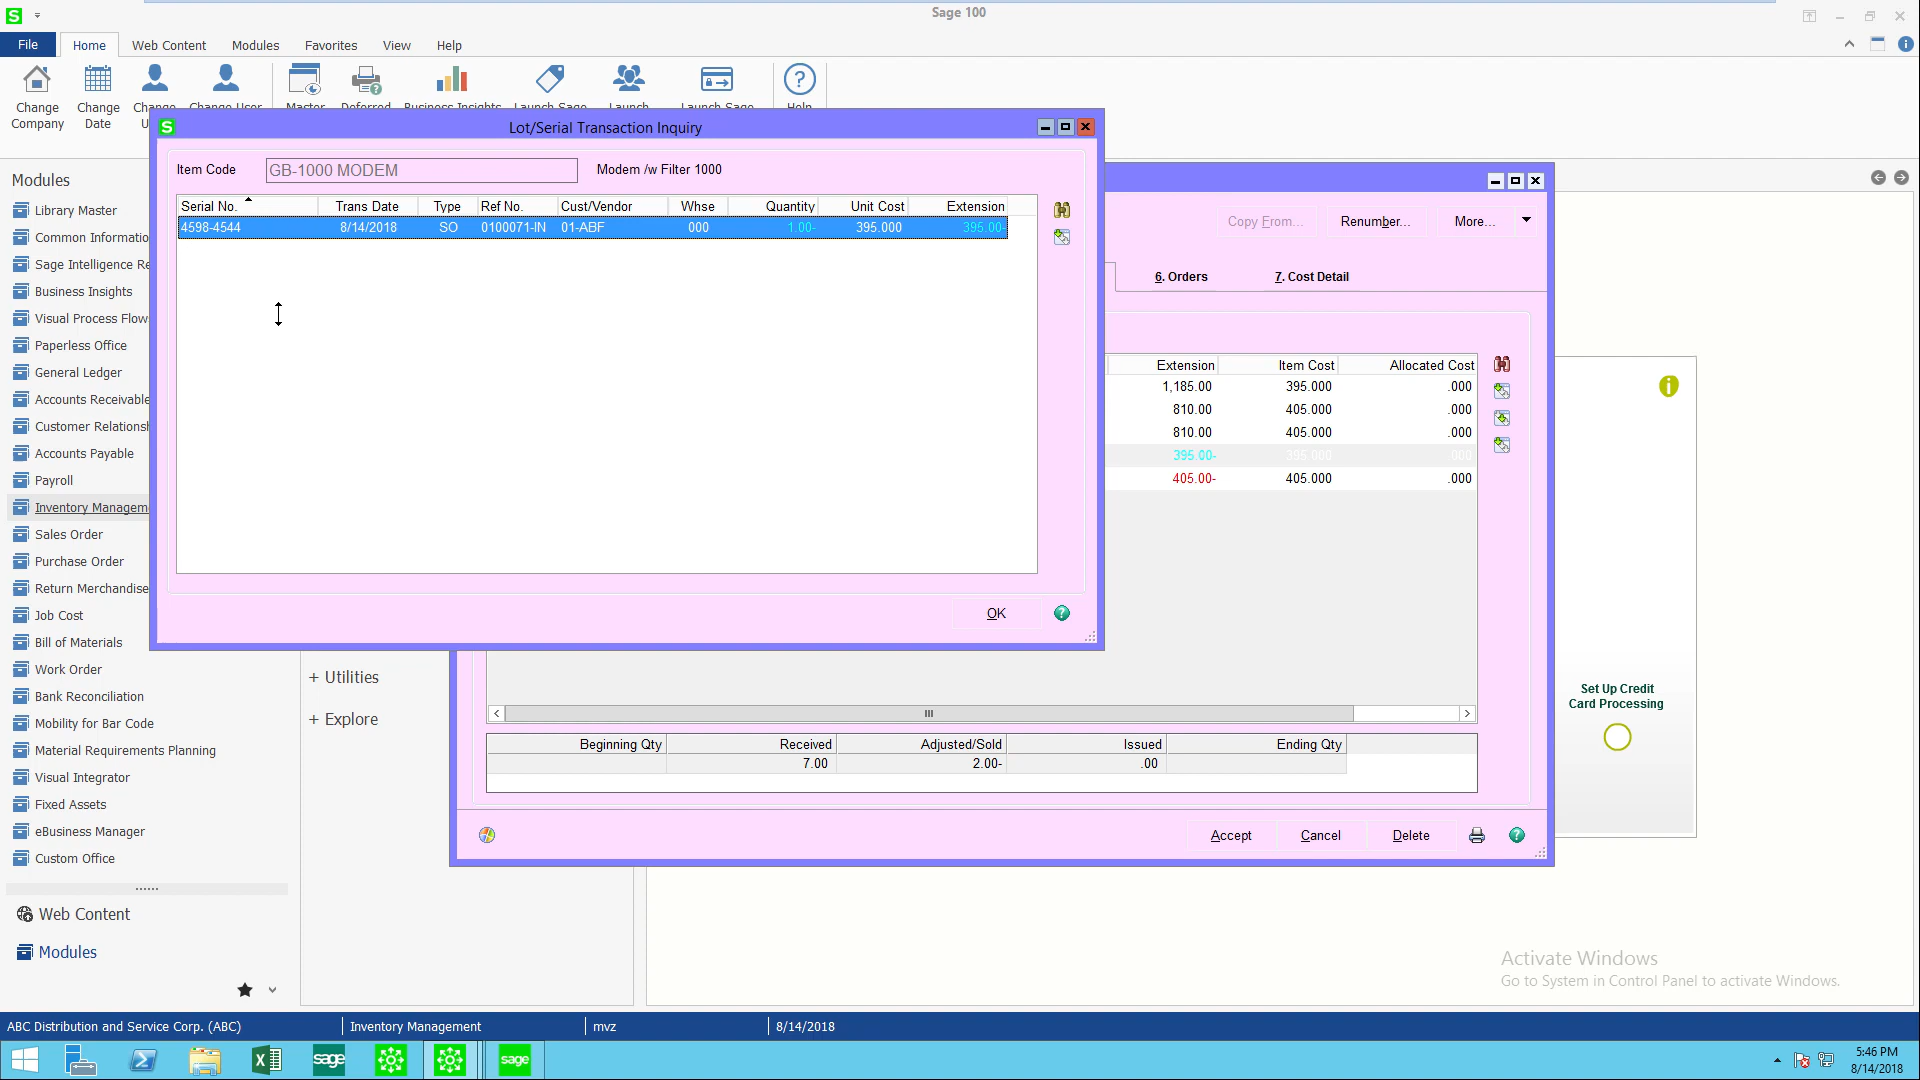 Sage 100
File Home Web Content Modules Favorites View Help
Change Company
Change Date
Change
Change User
Master
Deferred
Business Insights
Launch Sage
Launch
Launch Sage
Help
Modules
Library Master
Common Informatio
Sage Intelligence Re
Business Insights
Visual Process Flow
Paperless Office
General Ledger
Accounts Receivable
Customer Relationsh
Accounts Payable
Payroll
Inventory Managem
Sales Order
Purchase Order
Return Merchandise
Job Cost
Bill of Materials
Work Order
Bank Reconciliation
Mobility for Bar Code
Material Requirements Planning
Visual Integrator
Fixed Assets
eBusiness Manager
Custom Office
Web Content
Modules
Lot/Serial Transaction Inquiry
Item Code GB-1000 MODEM Modem /w Filter 1000
Serial No. Trans Date Type Ref No. Cust/Vendor Whse Quantity Unit Cost Extension
4598-4544 8/14/2018 SO 0100071-IN 01-ABF 000 1.00- 395.000 395.00-
OK
Copy From... Renumber... More...
6. Orders 7. Cost Detail
Extension Item Cost Allocated Cost
1,185.00 395.000 .000
810.00 405.000 .000
810.00 405.000 .000
395.00- 395.000 .000
405.00- 405.000 .000
+ Utilities
+ Explore
Beginning Qty Received Adjusted/Sold Issued Ending Qty
7.00 2.00- .00
Accept Cancel Delete
Set Up Credit
Card Processing
Activate Windows
Go to System in Control Panel to activate Windows.
ABC Distribution and Service Corp. (ABC) Inventory Management mvz 8/14/2018
sage
sage
5:46 PM
8/14/2018